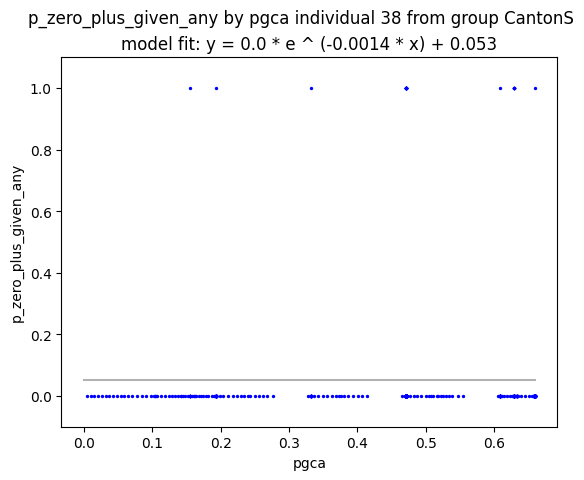 p_zero_plus_given_any by pgca individual 38 from group CantonS
model fit: y = 0.0 * e ^ (-0.0014 * x) + 0.053
1.0
0.8
0.6
0.4
0.2
0.0
p_zero_plus_given_any
0.0 0.1 0.2 0.3 0.4 0.5 0.6
pgca